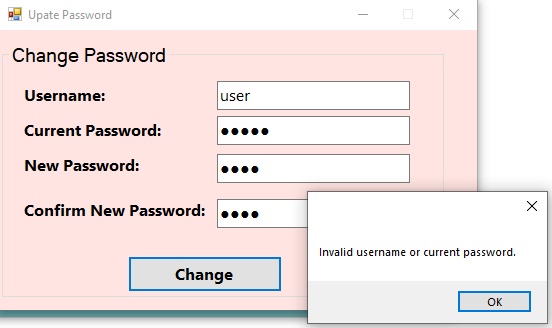 Upate Password
Change Password
Username:
user
Current Password:
●●●●●
New Password:
●●●●
Confirm New Password:
●●●●
Change
Invalid username or current password.
OK